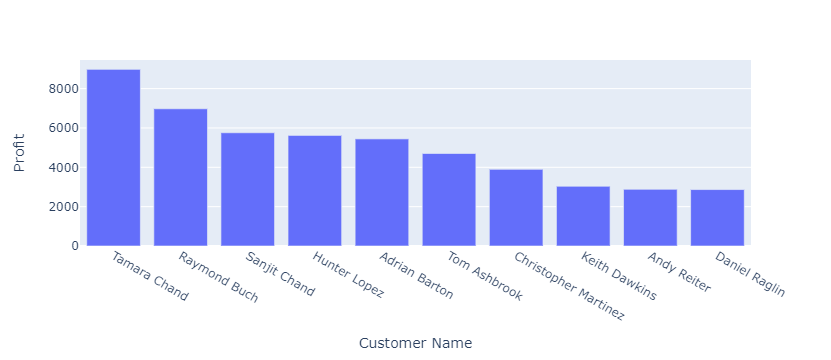 8000
6000
4000
2000
0
Profit
Tamara Chand
Raymond Buch
Sanjit Chand
Hunter Lopez
Adrian Barton
Tom Ashbrook
Christopher Martinez
Keith Dawkins
Andy Reiter
Daniel Raglin
Customer Name